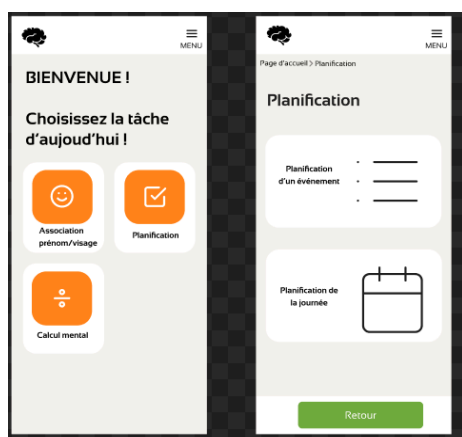 MENU
BIENVENUE !
Choisissez la tâche
d'aujoud'hui !
Association
prénom/visage
Planification
Calcul mental
MENU
Page d'accueil > Planification
Planification
Planification
d'un événement
Planification de
la journée
Retour